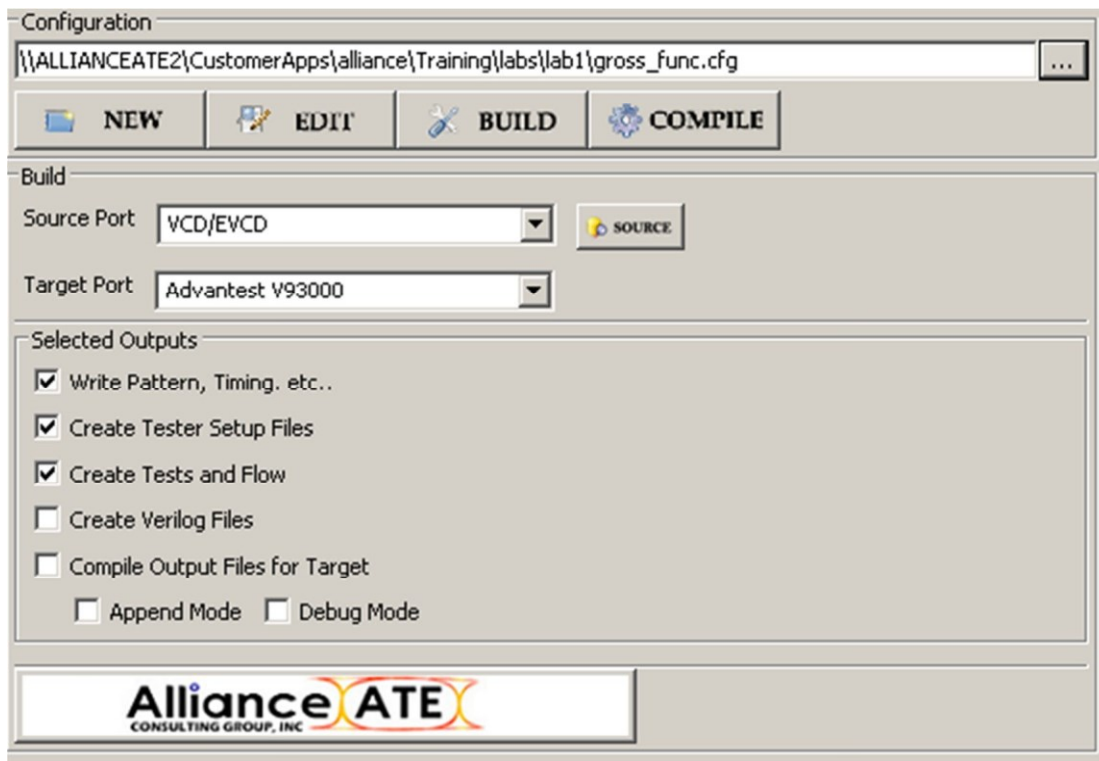 Configuration
\\ALLIANCEATE2\CustomerApps\alliance\Training\labs\lab1\gross_func.cfg ...
NEW EDIT BUILD COMPILE
Build
Source Port VCD/EVCD SOURCE
Target Port Advantest V93000
Selected Outputs
Write Pattern, Timing. etc..
Create Tester Setup Files
Create Tests and Flow
Create Verilog Files
Compile Output Files for Target
Append Mode Debug Mode
Alliance ATE
CONSULTING GROUP, INC